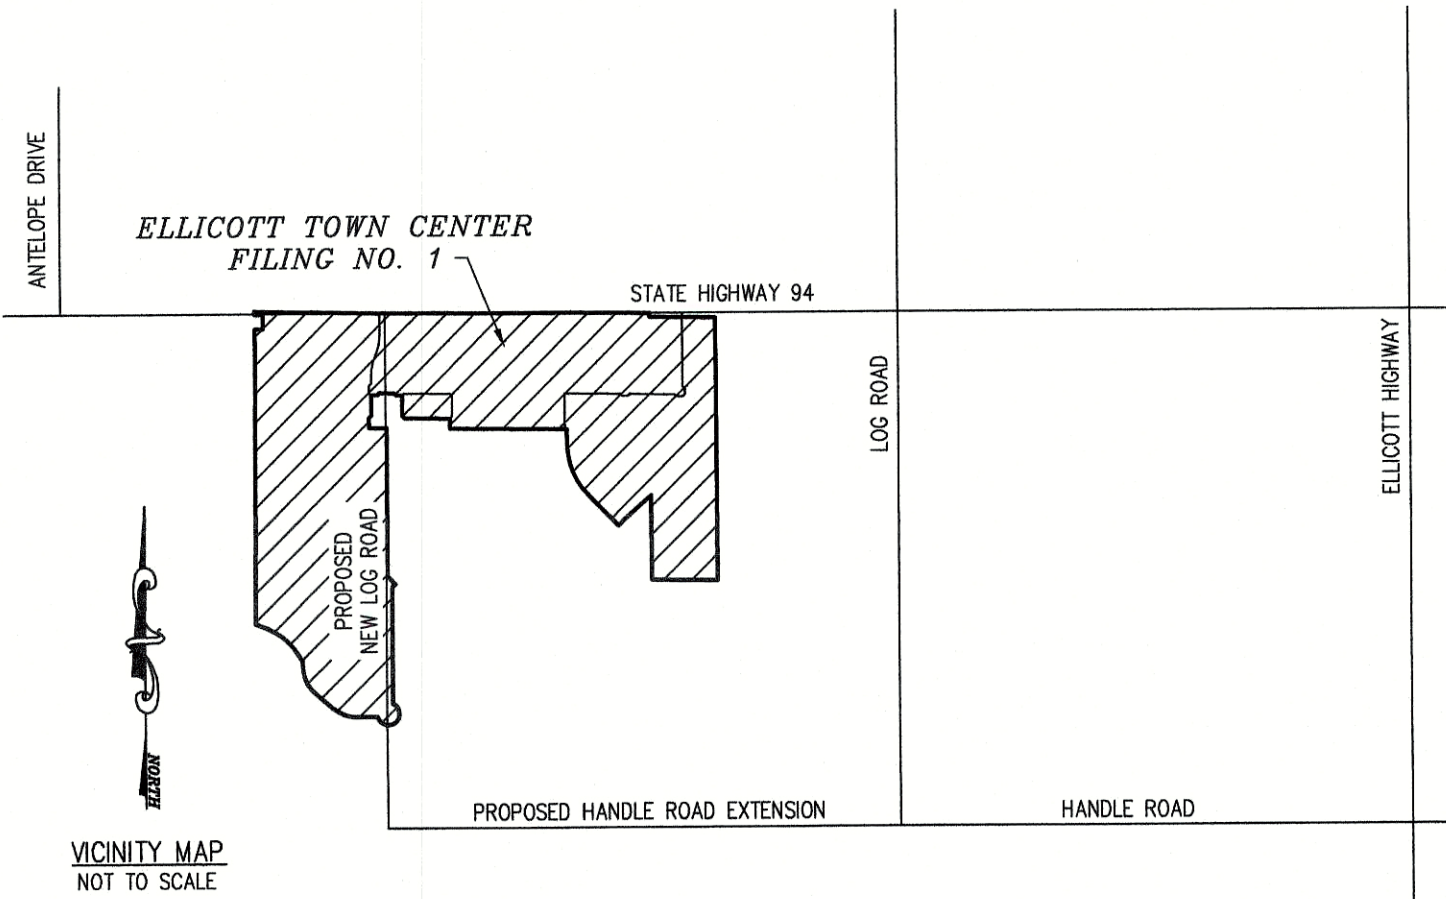 ANTELOPE DRIVE
ELLICOTT TOWN CENTER
FILING NO. 1
STATE HIGHWAY 94
LOG ROAD
ELLICOTT HIGHWAY
PROPOSED
NEW LOG ROAD
NORTH
PROPOSED HANDLE ROAD EXTENSION
HANDLE ROAD
VICINITY MAP
NOT TO SCALE